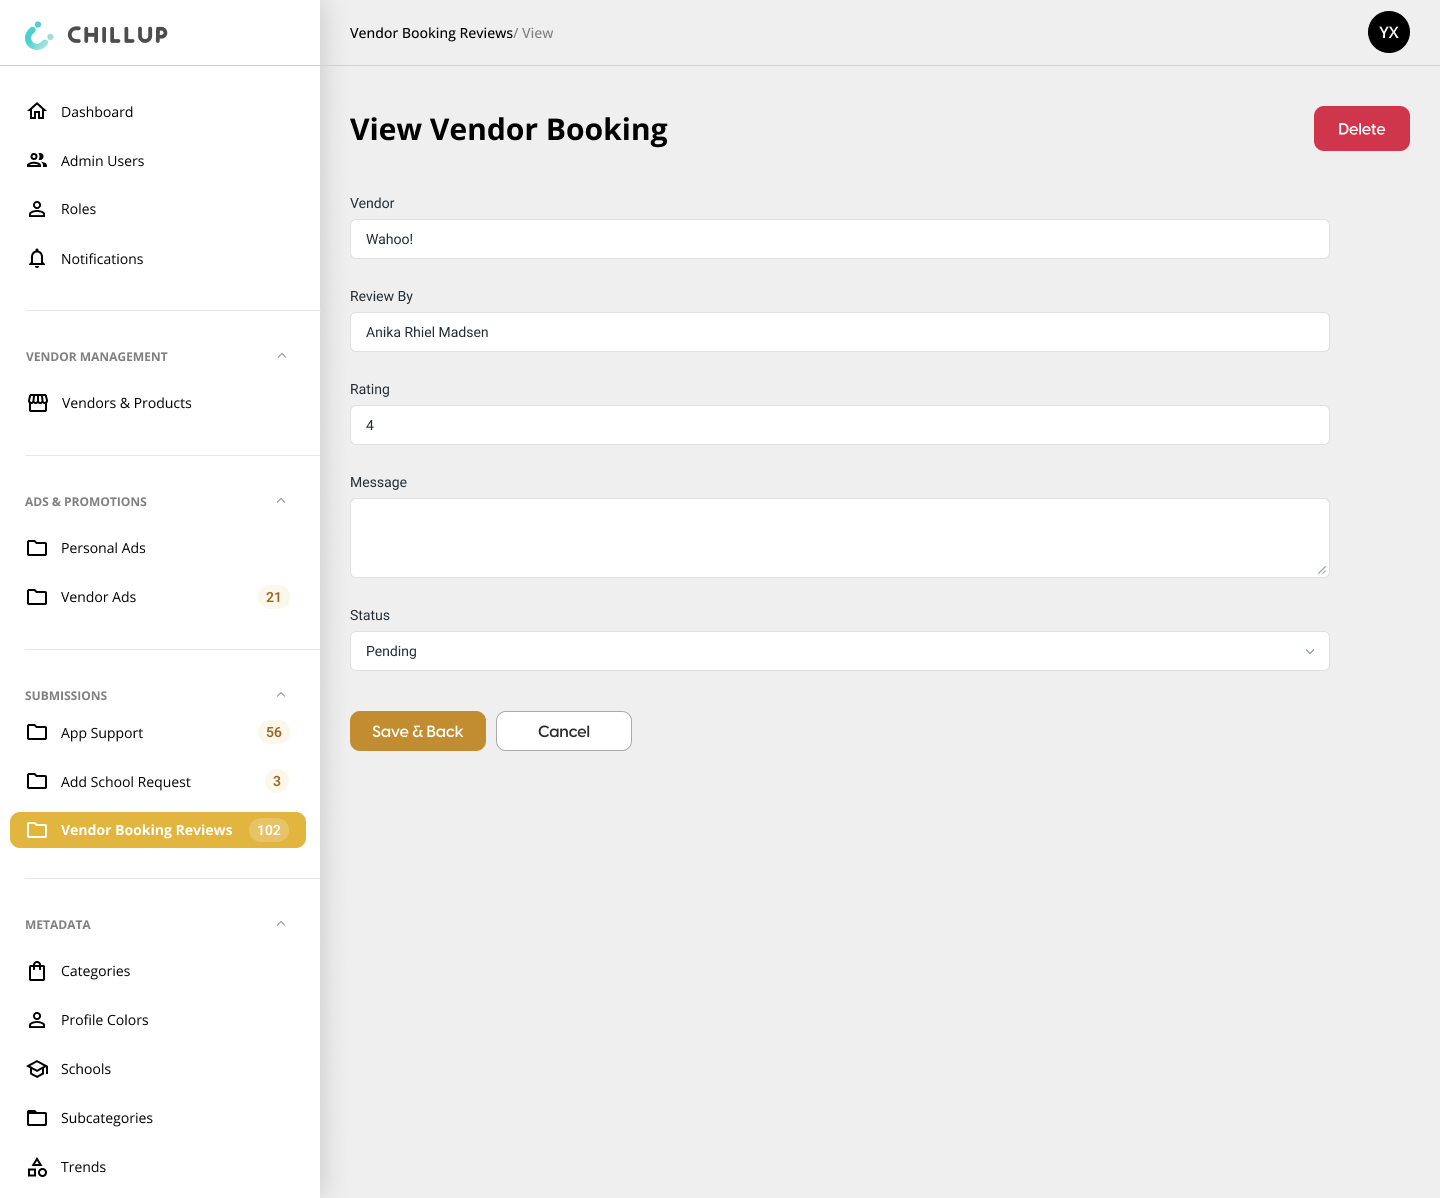 CHILLUP
Dashboard
Admin Users
Roles
Notifications
VENDOR MANAGEMENT
Vendors & Products
ADS & PROMOTIONS
Personal Ads
Vendor Ads 21
SUBMISSIONS
App Support 56
Add School Request 3
Vendor Booking Reviews 102
METADATA
Categories
Profile Colors
Schools
Subcategories
Trends
Vendor Booking Reviews/ View
YX
View Vendor Booking
Delete
Vendor
Wahoo!
Review By
Anika Rhiel Madsen
Rating
4
Message
Status
Pending
Save & Back
Cancel